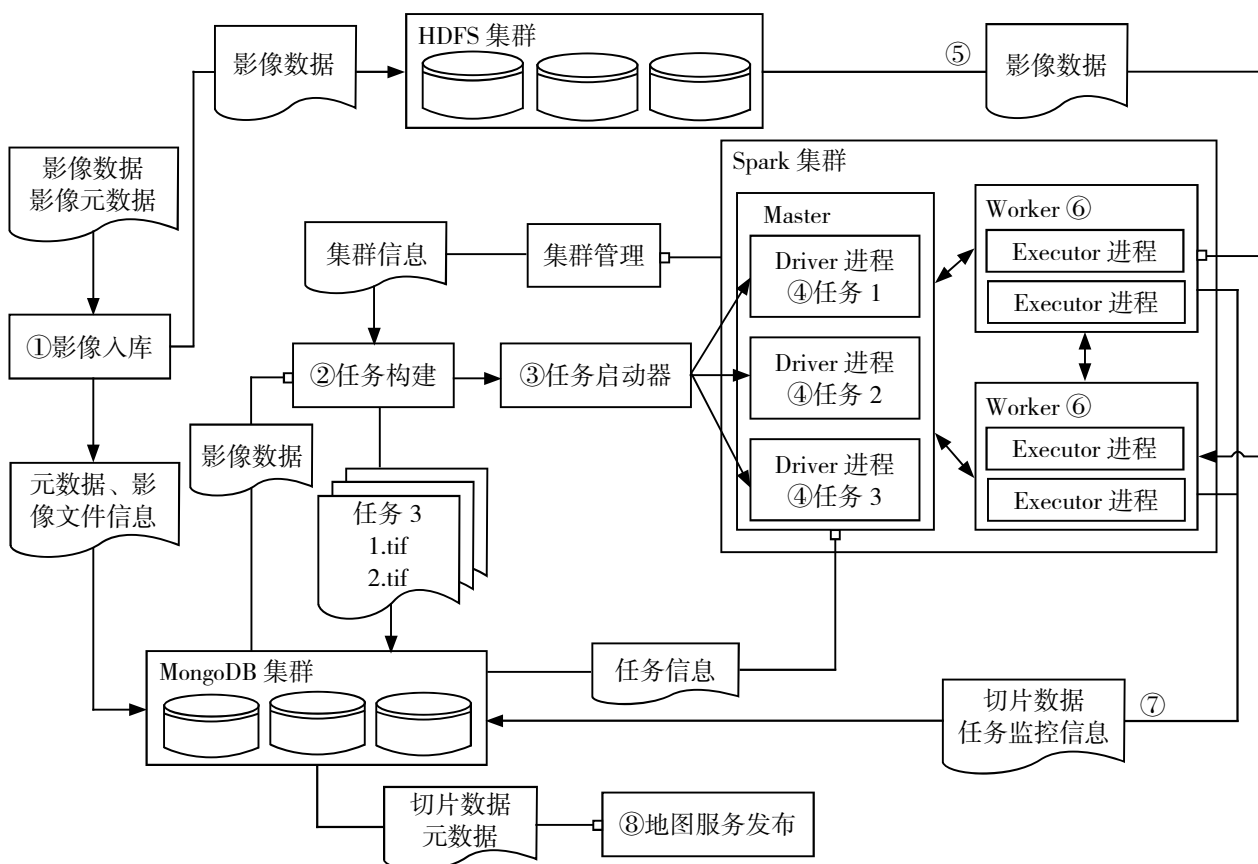 HDFS 集群
影像数据
⑤
影像数据
影像数据
影像元数据
Spark 集群
Master
Worker ⑥
集群信息
集群管理
Driver 进程
④任务 1
Executor 进程
Executor 进程
①影像入库
②任务构建
③任务启动器
Driver 进程
④任务 2
Worker ⑥
影像数据
Executor 进程
Driver 进程
④任务 3
Executor 进程
元数据、影
像文件信息
任务 3
1.tif
2.tif
MongoDB 集群
任务信息
切片数据
任务监控信息
⑦
切片数据
元数据
⑧地图服务发布